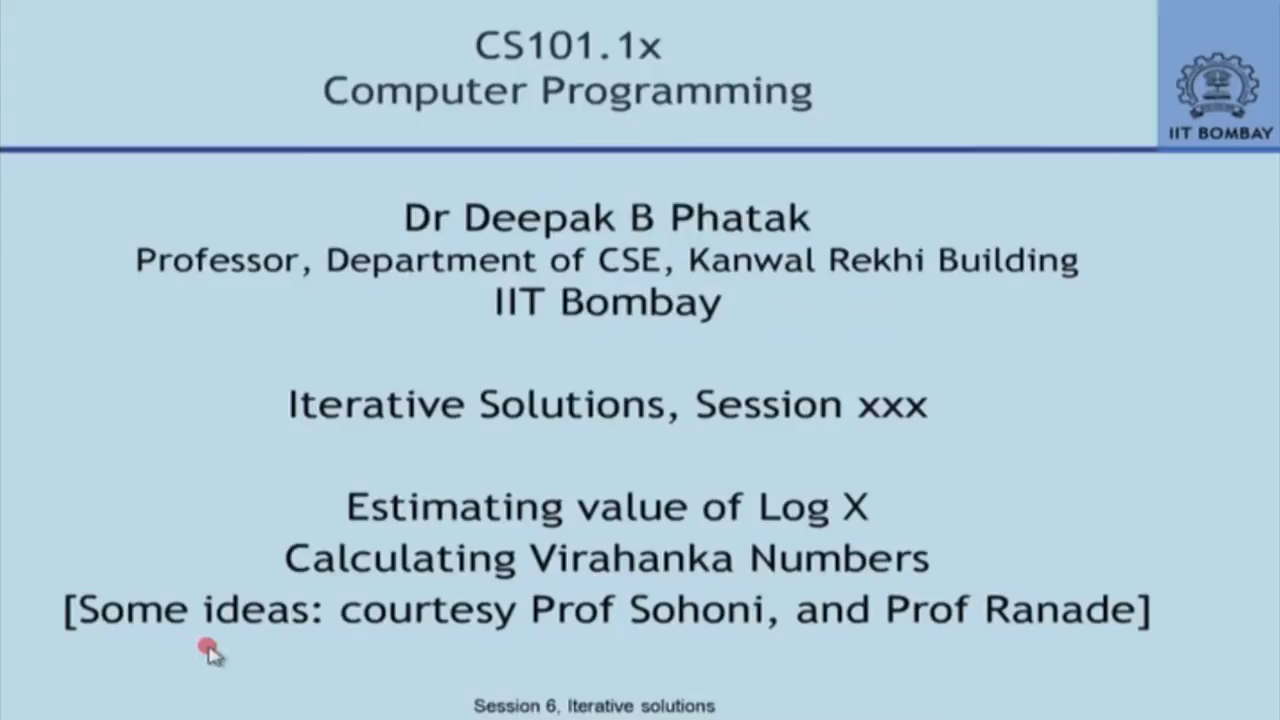 CS101.1x
Computer Programming
IIT BOMBAY
Dr Deepak B Phatak
Professor, Department of CSE, Kanwal Rekhi Building
IIT Bombay
Iterative Solutions, Session xxx
Estimating value of Log X
Calculating Virahanka Numbers
[Some ideas: courtesy Prof Sohoni, and Prof Ranade]
Session 6, Iterative solutions